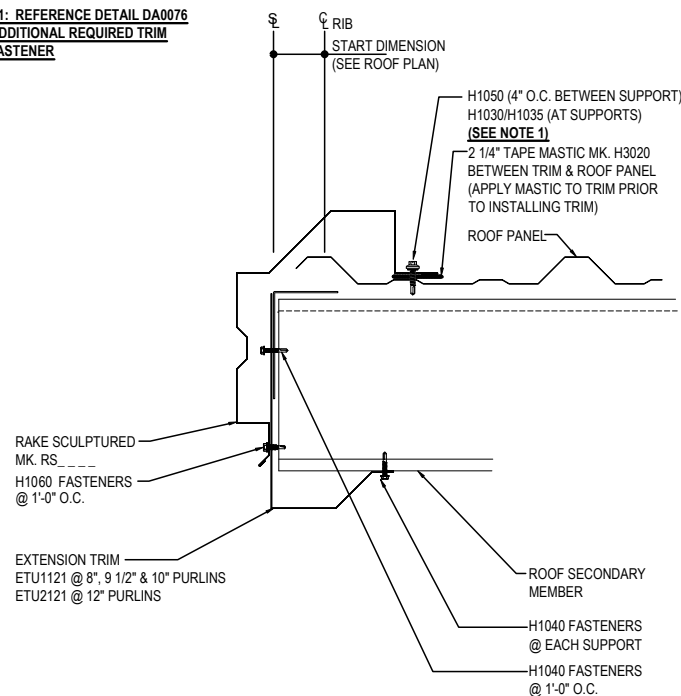 1: REFERENCE DETAIL DA0076
DDITIONAL REQUIRED TRIM
ASTENER
SL
CL RIB
START DIMENSION
(SEE ROOF PLAN)
H1050 (4" O.C. BETWEEN SUPPORT)
H1030/H1035 (AT SUPPORTS)
(SEE NOTE 1)
2 1/4" TAPE MASTIC MK. H3020
BETWEEN TRIM & ROOF PANEL
(APPLY MASTIC TO TRIM PRIOR
TO INSTALLING TRIM)
ROOF PANEL
RAKE SCULPTURED
MK. RS_ _ _ _
H1060 FASTENERS
@ 1'-0" O.C.
EXTENSION TRIM
ETU1121 @ 8", 9 1/2" & 10" PURLINS
ETU2121 @ 12" PURLINS
ROOF SECONDARY
MEMBER
H1040 FASTENERS
@ EACH SUPPORT
H1040 FASTENERS
@ 1'-0" O.C.